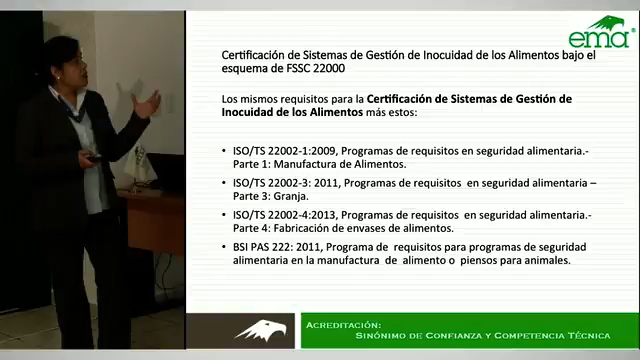 ema
Certificación de Sistemas de Gestión de Inocuidad de los Alimentos bajo el
esquema de FSSC 22000
Los mismos requisitos para la Certificación de Sistemas de Gestión de
Inocuidad de los Alimentos más estos:
• ISO/TS 22002-1:2009, Programas de requisitos en seguridad alimentaria.-
Parte 1: Manufactura de Alimentos.
• ISO/TS 22002-3: 2011, Programas de requisitos en seguridad alimentaria –
Parte 3: Granja.
• ISO/TS 22002-4:2013, Programas de requisitos en seguridad alimentaria.-
Parte 4: Fabricación de envases de alimentos.
• BSI PAS 222: 2011, Programa de requisitos para programas de seguridad
alimentaria en la manufactura de alimento o piensos para animales.
Acreditación:
Sinónimo de Confianza y Competencia Técnica